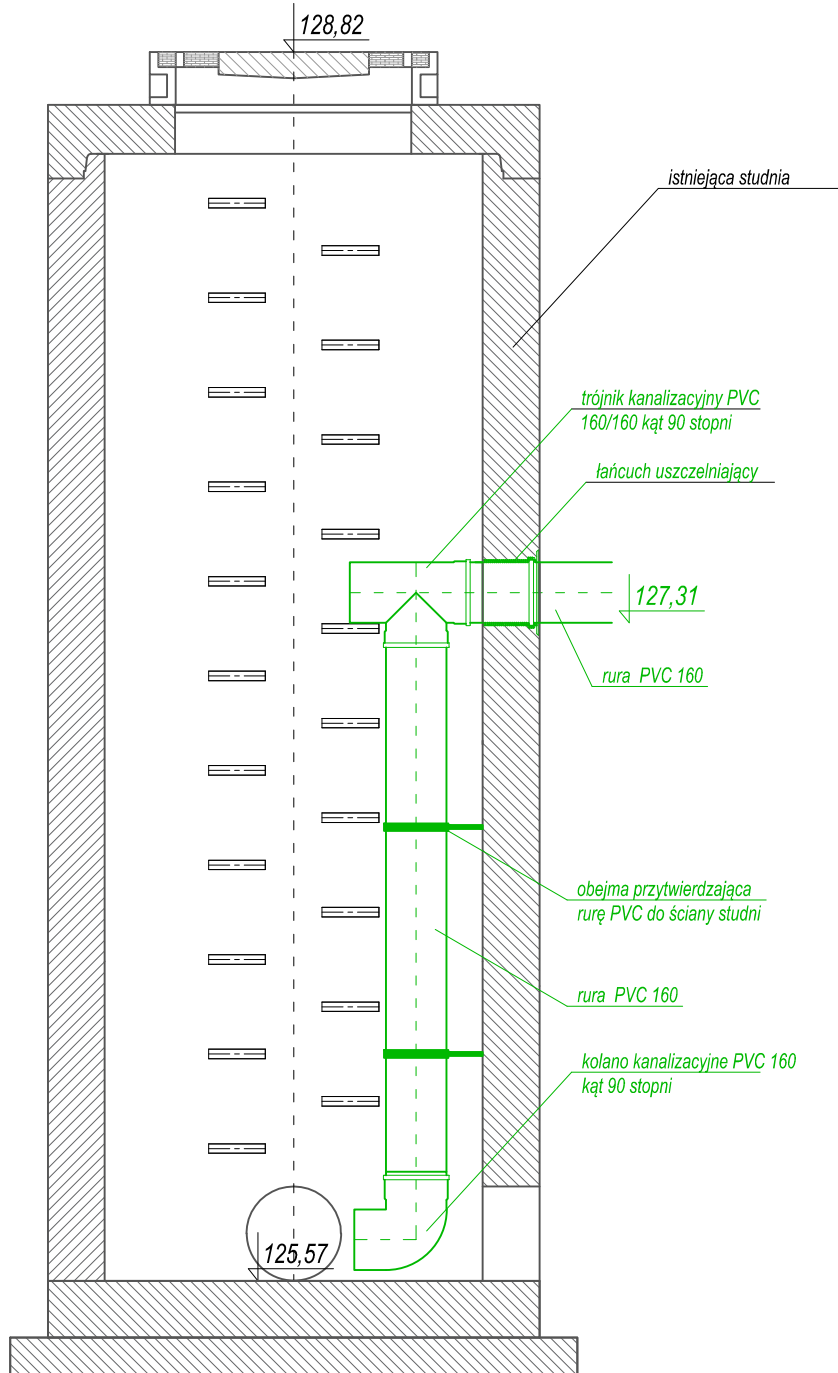 128,82
istniejąca studnia
trójnik kanalizacyjny PVC
160/160 kąt 90 stopni
łańcuch uszczelniający
127,31
rura PVC 160
obejma przytwierdzająca
rurę PVC do ściany studni
rura PVC 160
kolano kanalizacyjne PVC 160
kąt 90 stopni
125,57